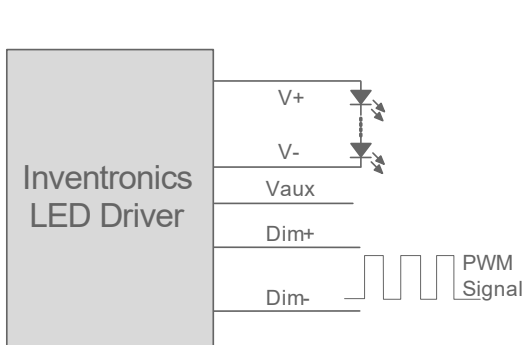 V+
V-
Inventronics
LED Driver
Vaux
Dim+
Dim-
PWM
Signal